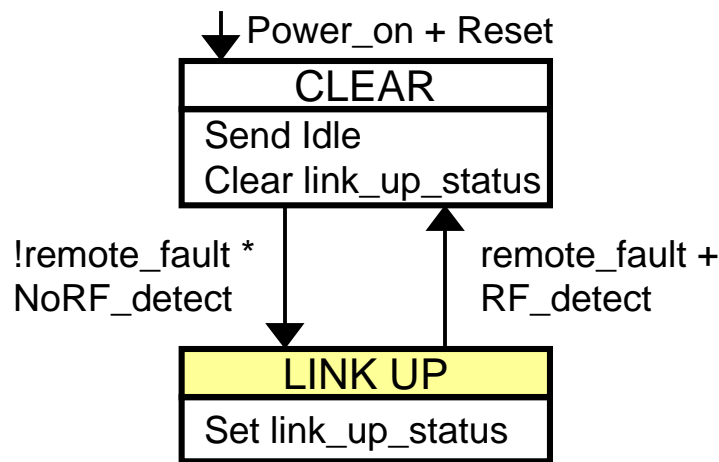 Power_on + Reset
CLEAR
Send Idle
Clear link_up_status
!remote_fault *
NoRF_detect
remote_fault +
RF_detect
LINK UP
Set link_up_status